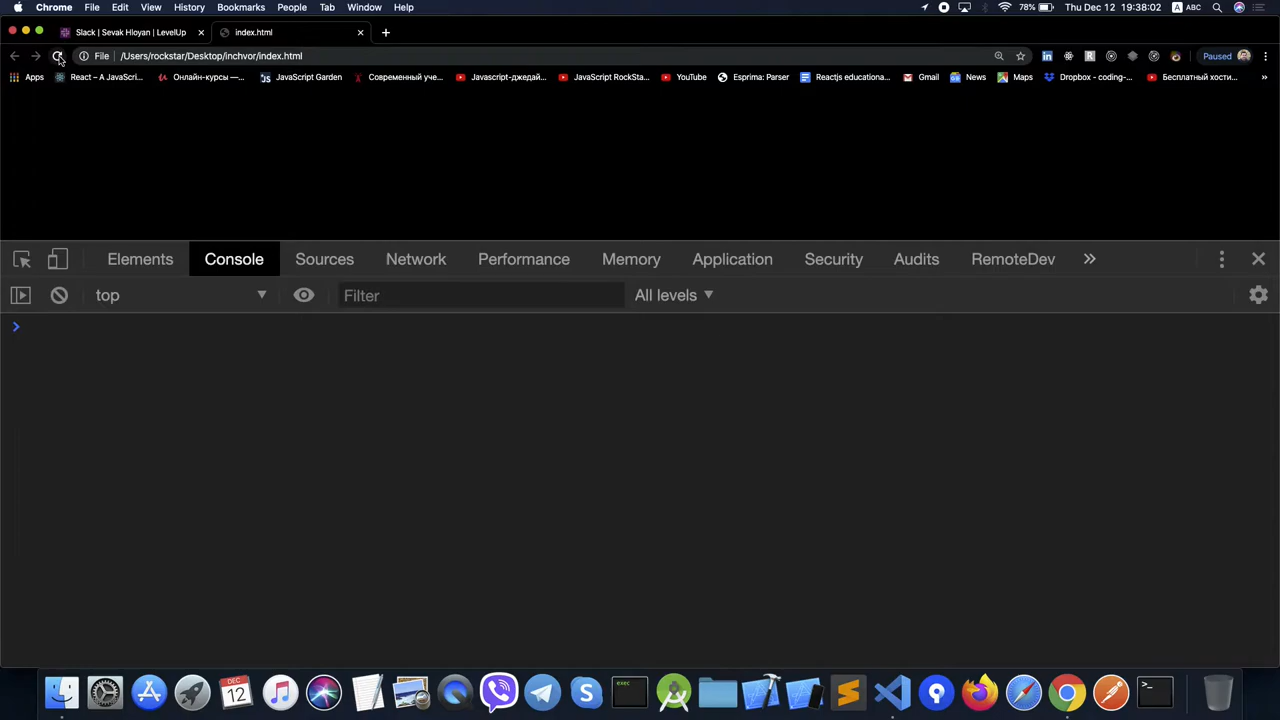 Chrome File Edit View History Bookmarks People Tab Window Help 78% Thu Dec 12 19:38:02 A ABC
Slack | Sevak Hloyan | LevelUp index.html
File /Users/rockstar/Desktop/inchvor/index.html Paused
Apps React – A JavaScri... Онлайн-курсы —... JavaScript Garden Современный уче... Javascript-джедай... JavaScript RockSta... YouTube Esprima: Parser Reactjs educationa... Gmail News Maps Dropbox - coding-... Бесплатный хости...
Elements Console Sources Network Performance Memory Application Security Audits RemoteDev
top Filter All levels
DEC
12
exec